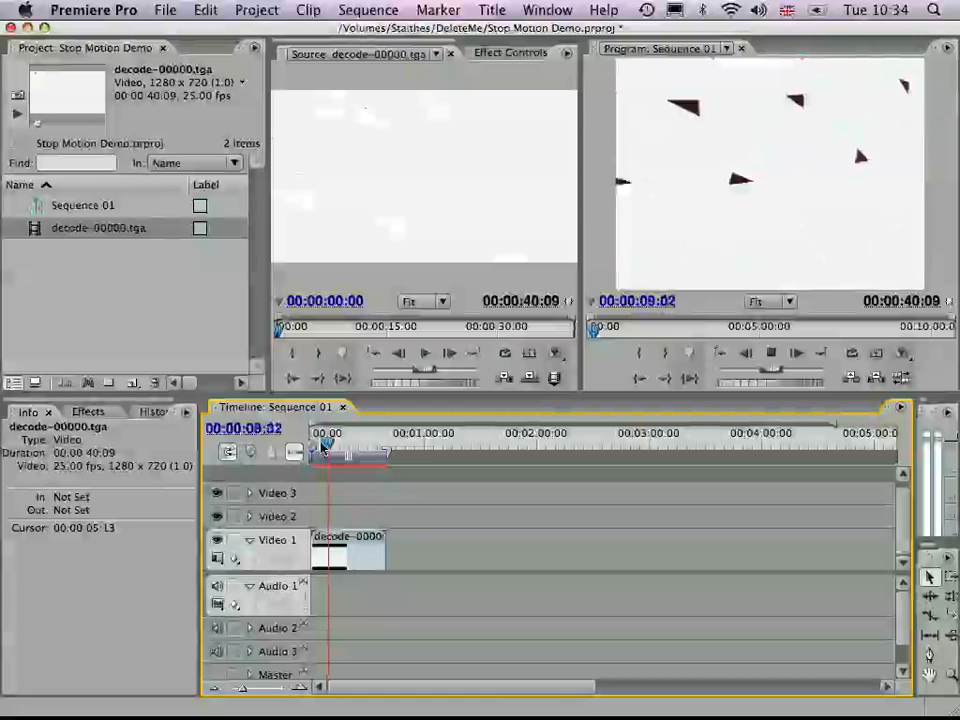 Premiere Pro File Edit Project Clip Sequence Marker Title Window Help Tue 10:34
/Volumes/Staithes/DeleteMe/Stop Motion Demo.prproj *
Project: Stop Motion Demo
decode-00000.tga
Video, 1280 x 720 (1.0)
00:00:40:09, 25.00 fps
Stop Motion Demo.prproj 2 Items
Find: In: Name
Name Label
Sequence 01
decode-00000.tga
Source: decode-00000.tga Effect Controls
00:00:00:00 Fit 00:00:40:09
00:00 00:00:15:00 00:00:30:00
Program: Sequence 01
00:00:09:02 Fit 00:00:40:09
00:00 00:05:00:00 00:10:00:0
Info Effects Histo
decode-00000.tga
Type: Video
Duration: 00:00:40:09
Video, 25.00 fps, 1280 x 720 (1.0)
In: Not Set
Out: Not Set
Cursor: 00:00:05:13
Timeline: Sequence 01
00:00 00:01:00:00 00:02:00:00 00:03:00:00 00:04:00:00 00:05:00:0
Video 3
Video 2
Video 1 decode-0000
Audio 1
Audio 2
Audio 3
Master